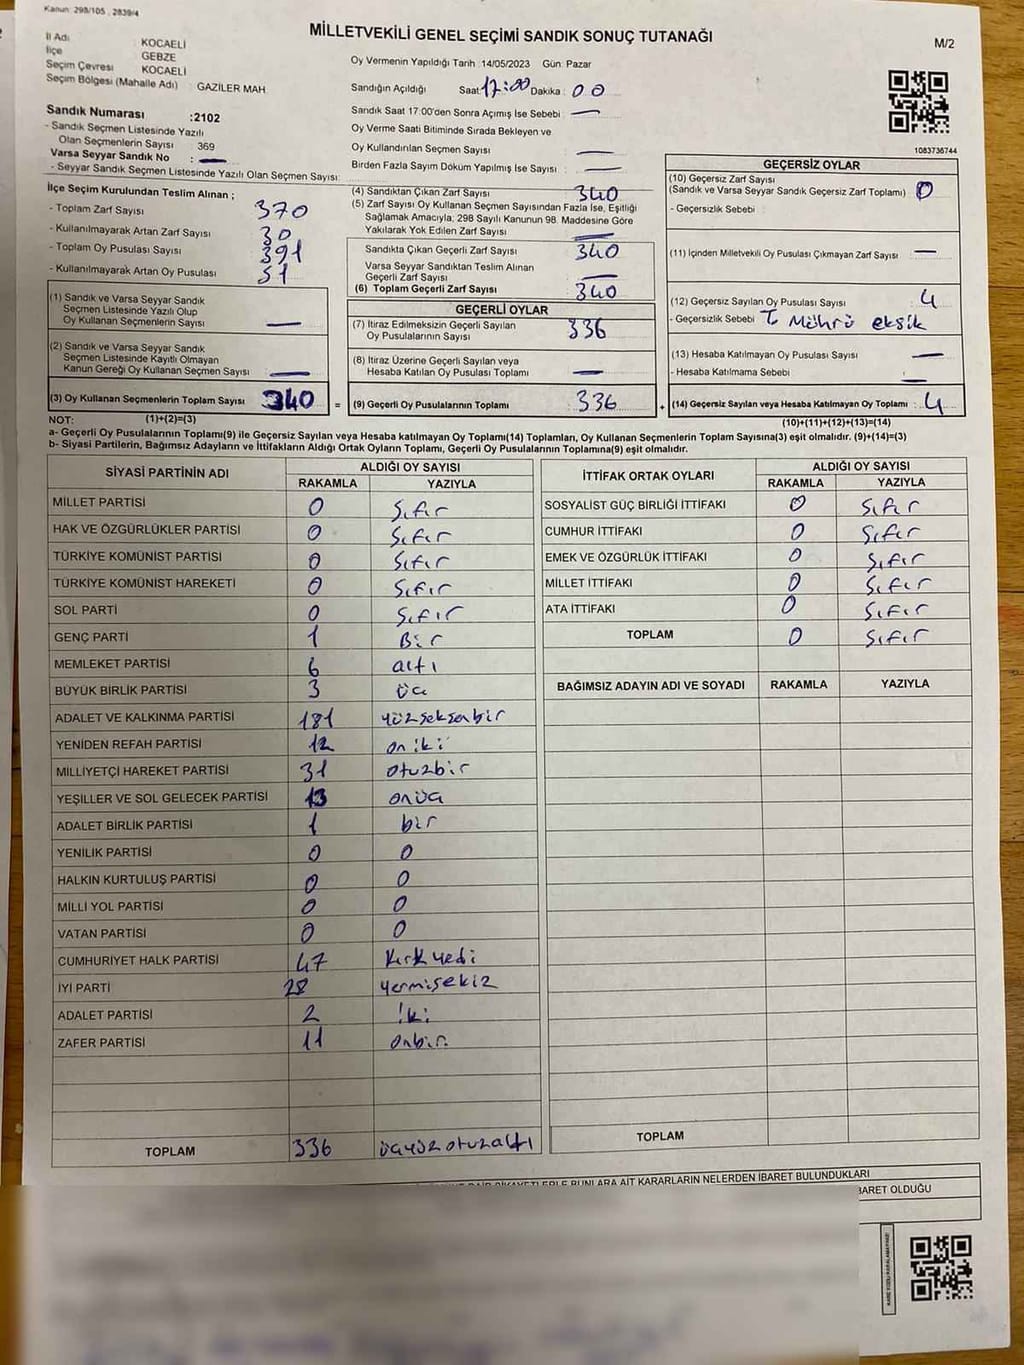 Kanun: 298/105 , 2839/4
MİLLETVEKİLİ GENEL SEÇİMİ SANDIK SONUÇ TUTANAĞI
M/2
İl Adı KOCAELİ
İlçe GEBZE
Seçim Çevresi KOCAELİ
Seçim Bölgesi (Mahalle Adı) GAZİLER MAH.
Sandık Numarası :2102
- Sandık Seçmen Listesinde Yazılı
Olan Seçmenlerin Sayısı 369
Varsa Seyyar Sandık No : —
- Seyyar Sandık Seçmen Listesinde Yazılı Olan Seçmen Sayısı:
Oy Vermenin Yapıldığı Tarih :14/05/2023 Gün: Pazar
Sandığın Açıldığı Saat 17:00 Dakika : 00
Sandık Saat 17:00'den Sonra Açımış İse Sebebi —
Oy Verme Saati Bitiminde Sırada Bekleyen ve
Oy Kullandırılan Seçmen Sayısı —
Birden Fazla Sayım Döküm Yapılmış İse Sayısı : —
1083736744
İlçe Seçim Kurulundan Teslim Alınan ;
- Toplam Zarf Sayısı 370
- Kullanılmayarak Artan Zarf Sayısı 30
- Toplam Oy Pusulası Sayısı 391
- Kullanılmayarak Artan Oy Pusulası 51
(1) Sandık ve Varsa Seyyar Sandık
Seçmen Listesinde Yazılı Olup
Oy Kullanan Seçmenlerin Sayısı —
(2) Sandık ve Varsa Seyyar Sandık
Seçmen Listesinde Kayıtlı Olmayan
Kanun Gereği Oy Kullanan Seçmen Sayısı —
(3) Oy Kullanan Seçmenlerin Toplam Sayısı 340 =
(4) Sandıktan Çıkan Zarf Sayısı 340
(5) Zarf Sayısı Oy Kullanan Seçmen Sayısından Fazla İse, Eşitliği
Sağlamak Amacıyla, 298 Sayılı Kanunun 98. Maddesine Göre
Yakılarak Yok Edilen Zarf Sayısı —
Sandıkta Çıkan Geçerli Zarf Sayısı 340
Varsa Seyyar Sandıktan Teslim Alınan
Geçerli Zarf Sayısı —
(6) Toplam Geçerli Zarf Sayısı 340
GEÇERLİ OYLAR
(7) İtiraz Edilmeksizin Geçerli Sayılan
Oy Pusulalarının Sayısı 336
(8) İtiraz Üzerine Geçerli Sayılan veya
Hesaba Katılan Oy Pusulası Toplamı —
(9) Geçerli Oy Pusulalarının Toplamı 336 +
GEÇERSİZ OYLAR
(10) Geçersiz Zarf Sayısı
(Sandık ve Varsa Seyyar Sandık Geçersiz Zarf Toplamı) 0
- Geçersizlik Sebebi :
(11) İçinden Milletvekili Oy Pusulası Çıkmayan Zarf Sayısı —
(12) Geçersiz Sayılan Oy Pusulası Sayısı 4
- Geçersizlik Sebebi Mührü eksik
(13) Hesaba Katılmayan Oy Pusulası Sayısı —
- Hesaba Katılmama Sebebi —
(14) Geçersiz Sayılan veya Hesaba Katılmayan Oy Toplamı : 4
NOT: (1)+(2)=(3)
(10)+(11)+(12)+(13)=(14)
a- Geçerli Oy Pusulalarının Toplamı(9) ile Geçersiz Sayılan veya Hesaba katılmayan Oy Toplamı(14) Toplamları, Oy Kullanan Seçmenlerin Toplam Sayısına(3) eşit olmalıdır. (9)+(14)=(3)
b- Siyasi Partilerin, Bağımsız Adayların ve İttifakların Aldığı Ortak Oyların Toplamı, Geçerli Oy Pusulalarının Toplamına(9) eşit olmalıdır.
SİYASİ PARTİNİN ADI ALDIĞI OY SAYISI
RAKAMLA YAZIYLA
MİLLET PARTİSİ 0 Sıfır
HAK VE ÖZGÜRLÜKLER PARTİSİ 0 Sıfır
TÜRKİYE KOMÜNİST PARTİSİ 0 Sıfır
TÜRKİYE KOMÜNİST HAREKETİ 0 Sıfır
SOL PARTİ 0 Sıfır
GENÇ PARTİ 1 Bir
MEMLEKET PARTİSİ 6 altı
BÜYÜK BİRLİK PARTİSİ 3 üç
ADALET VE KALKINMA PARTİSİ 181 yüzseksenbir
YENİDEN REFAH PARTİSİ 12 oniki
MİLLİYETÇİ HAREKET PARTİSİ 31 otuzbir
YEŞİLLER VE SOL GELECEK PARTİSİ 13 onüç
ADALET BİRLİK PARTİSİ 1 bir
YENİLİK PARTİSİ 0 0
HALKIN KURTULUŞ PARTİSİ 0 0
MİLLİ YOL PARTİSİ 0 0
VATAN PARTİSİ 0 0
CUMHURİYET HALK PARTİSİ 47 kırkyedi
İYİ PARTİ 28 yermisekiz
ADALET PARTİSİ 2 iki
ZAFER PARTİSİ 11 onbir
TOPLAM 336 üçyüzotuzaltı
İTTİFAK ORTAK OYLARI ALDIĞI OY SAYISI
RAKAMLA YAZIYLA
SOSYALİST GÜÇ BİRLİĞİ İTTİFAKI 0 Sıfır
CUMHUR İTTİFAKI 0 Sıfır
EMEK VE ÖZGÜRLÜK İTTİFAKI 0 Sıfır
MİLLET İTTİFAKI 0 Sıfır
ATA İTTİFAKI 0 Sıfır
TOPLAM 0 Sıfır
BAĞIMSIZ ADAYIN ADI VE SOYADI RAKAMLA YAZIYLA
TOPLAM
BUNLARA AİT KARARLARIN NELERDEN İBARET BULUNDUKLARI
BARET OLDUĞU